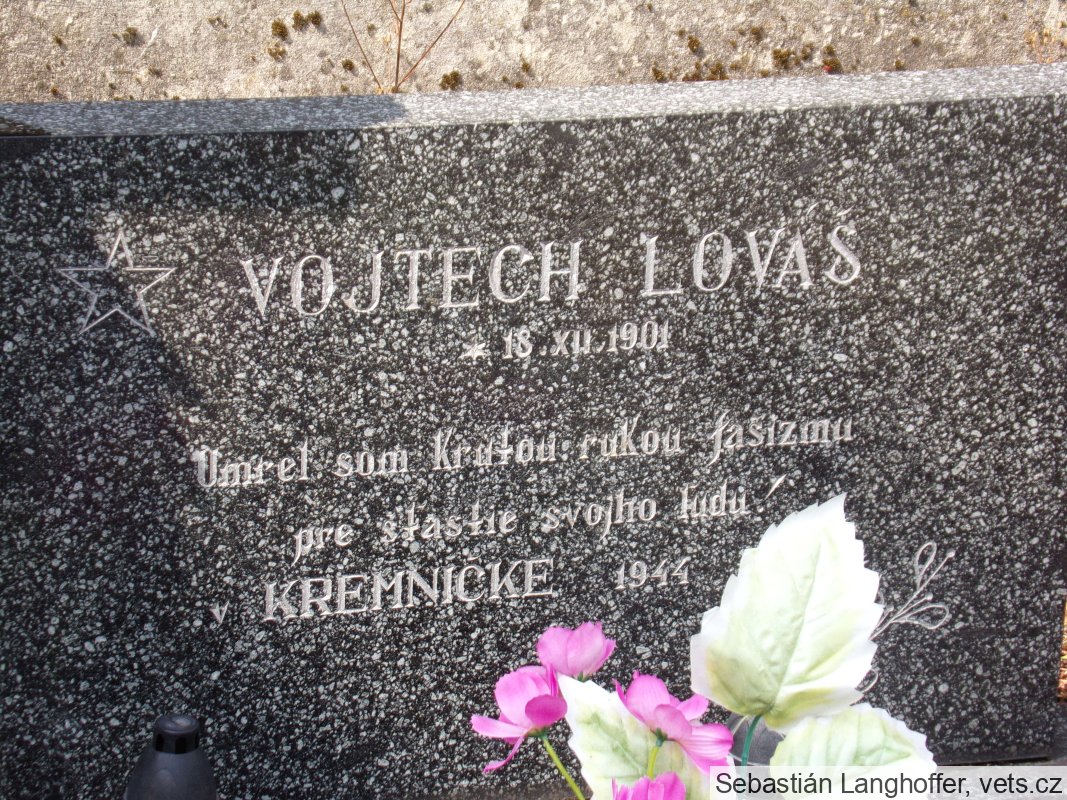 VOJTECH LOVÁŠ
* 18. XII. 1901
Umrel som krutou rukou fašizmu
pre šťastie svojho ľudu!
v KREMNIČKE 1944
Sebastián Langhoffer, vets.cz